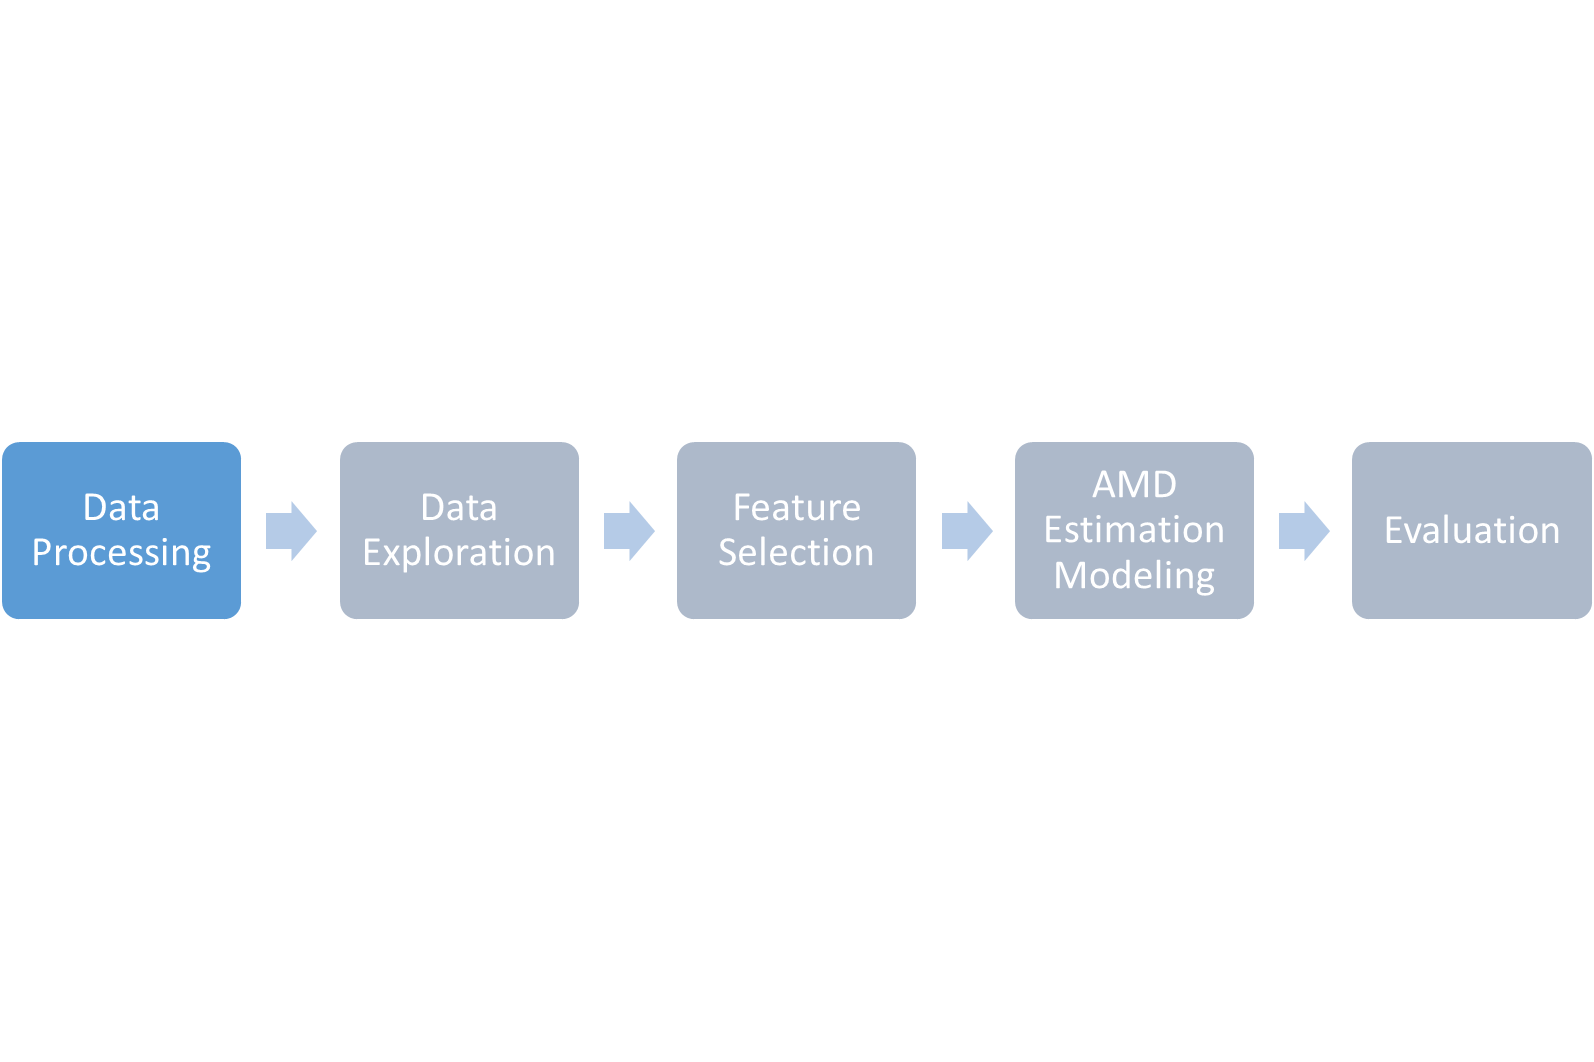 Data
Processing
Data
Exploration
Feature
Selection
AMD
Estimation
Modeling
Evaluation